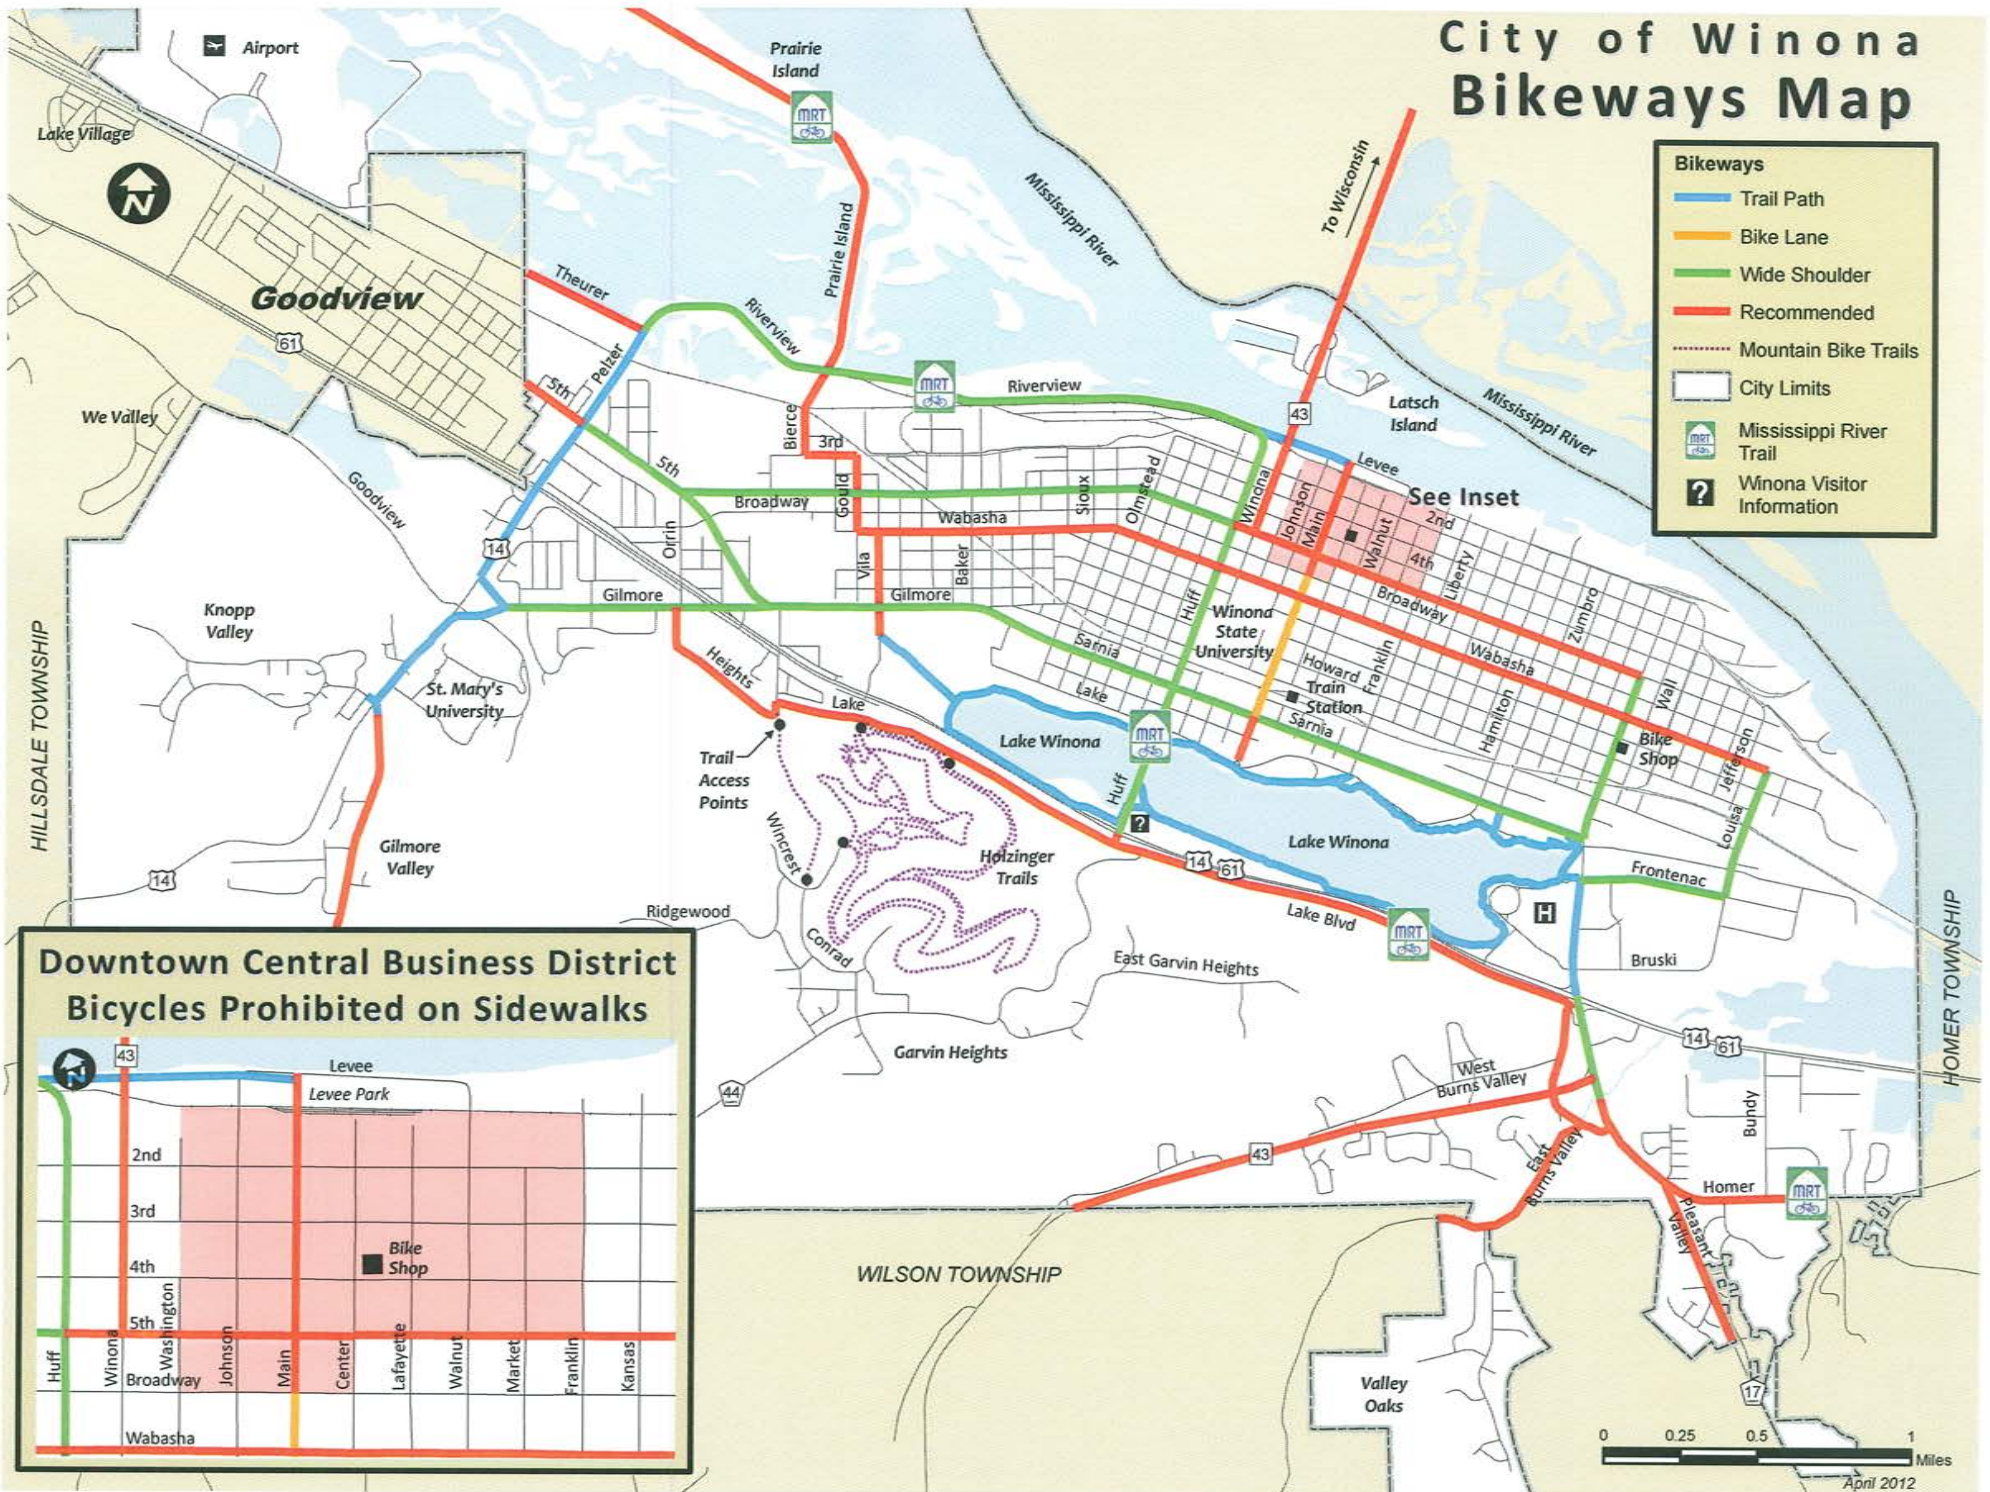 City of Winona
Bikeways Map
Bikeways
Trail Path
Bike Lane
Wide Shoulder
Recommended
Mountain Bike Trails
City Limits
MRT
Mississippi River
Trail
?
Winona Visitor
Information
Airport
Lake Village
N
Goodview
61
We Valley
Goodview
Prairie
Island
MRT
Prairie Island
Mississippi River
To Wisconsin
Theurer
Pelzer
Riverview
5th
5th
MRT
Riverview
Bierce
3rd
Gould
Broadway
Wabasha
Sioux
Olmstead
Orrin
Vila
Baker
Gilmore
Gilmore
14
43
Latsch
Island
Mississippi River
Levee
See Inset
2nd
4th
Winona
Johnson
Main
Walnut
Liberty
Broadway
Zumbro
Huff
Winona
State
University
Sarnia
Lake
Howard
Franklin
Train
Station
Sarnia
Wabasha
Hamilton
Wall
Bike
Shop
Jefferson
Louisa
Frontenac
H
Bruski
HILLSDALE TOWNSHIP
Knopp
Valley
St. Mary's
University
Heights
Lake
Trail
Access
Points
Wincrest
Holzinger
Trails
Lake Winona
MRT
Huff
?
Lake Winona
14
61
Lake Blvd
MRT
Gilmore
Valley
14
Ridgewood
Conrad
East Garvin Heights
Garvin Heights
44
West
Burns Valley
43
East
Burns Valley
14
61
Bundy
Homer
MRT
Pleasant
Valley
HOMER TOWNSHIP
WILSON TOWNSHIP
Valley
Oaks
17
0 0.25 0.5 1
Miles
April 2012
Downtown Central Business District
Bicycles Prohibited on Sidewalks
N
43
Levee
Levee Park
2nd
3rd
4th
Bike
Shop
5th
Huff
Winona
Washington
Johnson
Main
Center
Lafayette
Walnut
Market
Franklin
Kansas
Broadway
Wabasha